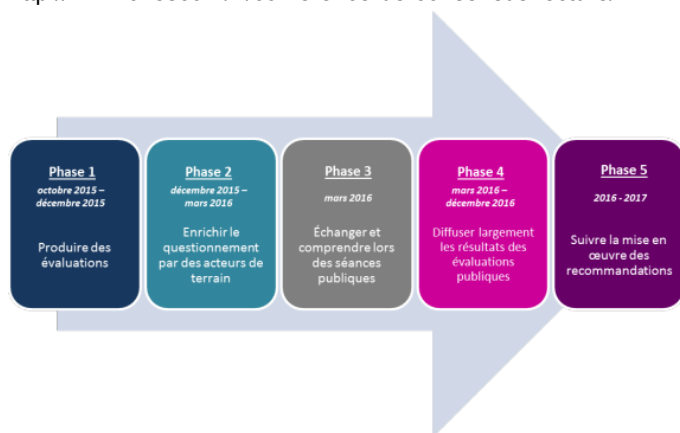 Phase 1
octobre 2015 –
décembre 2015
Produire des
évaluations
Phase 2
décembre 2015 –
mars 2016
Enrichir le
questionnement
par des acteurs de
terrain
Phase 3
mars 2016
Échanger et
comprendre lors
des séances
publiques
Phase 4
mars 2016 –
décembre 2016
Diffuser largement
les résultats des
évaluations
publiques
Phase 5
2016 - 2017
Suivre la mise en
œuvre des
recommandations